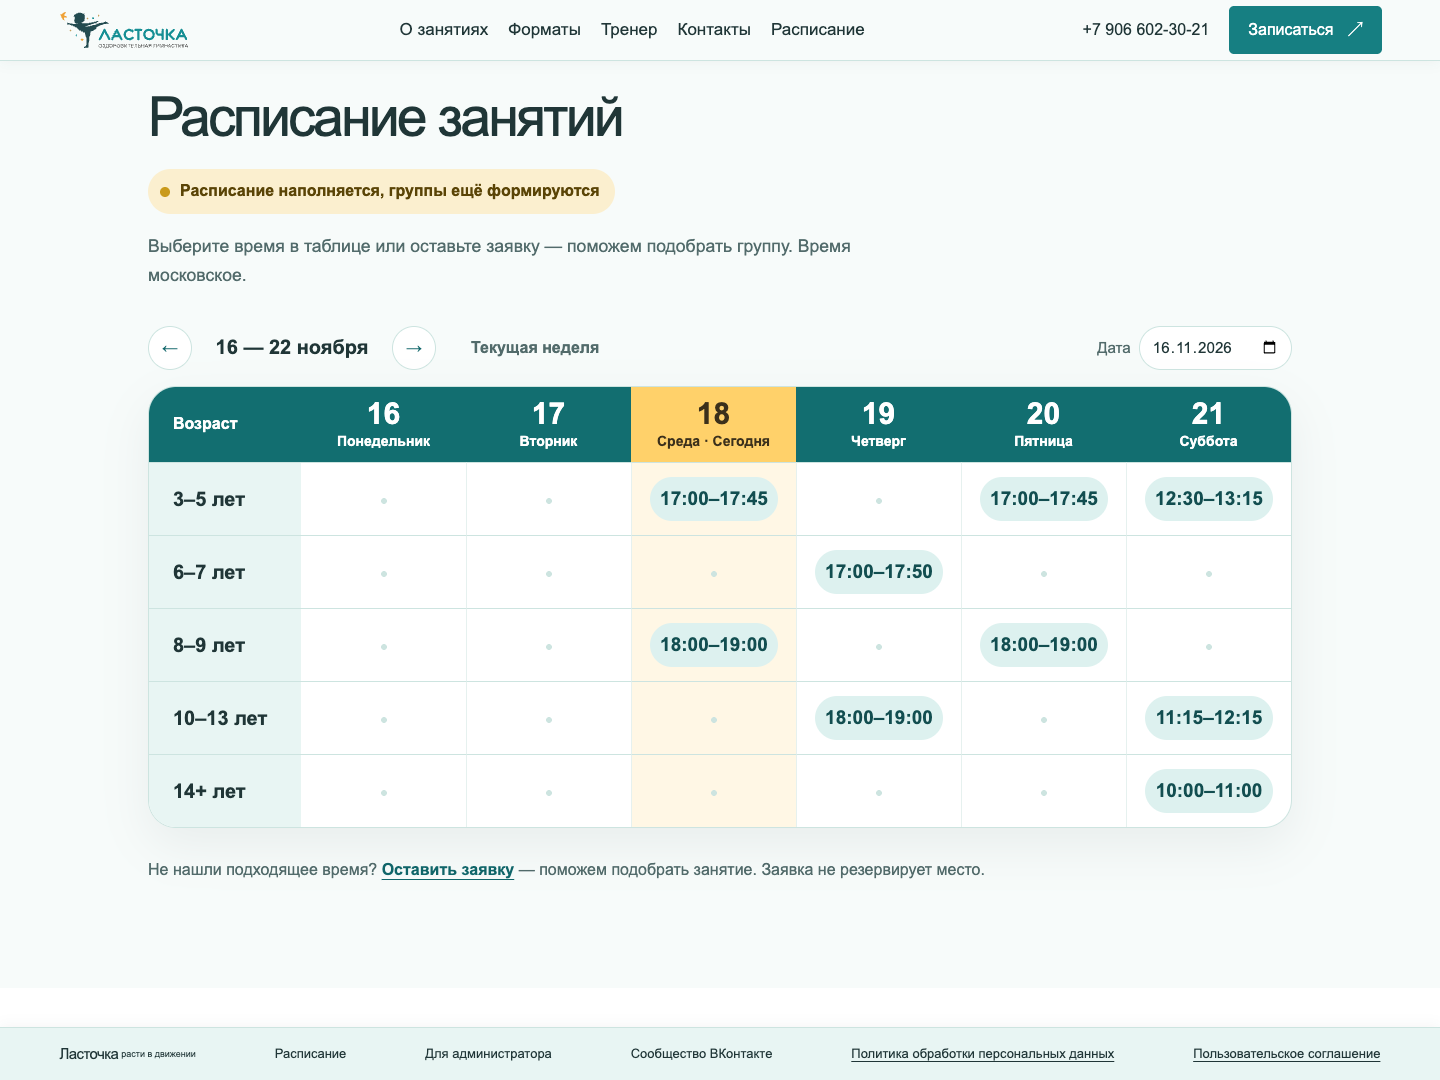 ЛАСТОЧКА
ОЗДОРОВИТЕЛЬНАЯ ГИМНАСТИКА
О занятиях Форматы Тренер Контакты Расписание
+7 906 602-30-21
Записаться
Расписание занятий
Расписание наполняется, группы ещё формируются
Выберите время в таблице или оставьте заявку — поможем подобрать группу. Время
московское.
← 16 — 22 ноября → Текущая неделя Дата 16.11.2026
Возраст 16 17 18 19 20 21
Понедельник Вторник Среда · Сегодня Четверг Пятница Суббота
3–5 лет 17:00–17:45 17:00–17:45 12:30–13:15
6–7 лет 17:00–17:50
8–9 лет 18:00–19:00 18:00–19:00
10–13 лет 18:00–19:00 11:15–12:15
14+ лет 10:00–11:00
Не нашли подходящее время? Оставить заявку — поможем подобрать занятие. Заявка не резервирует место.
Ласточка расти в движении Расписание Для администратора Сообщество ВКонтакте Политика обработки персональных данных Пользовательское соглашение